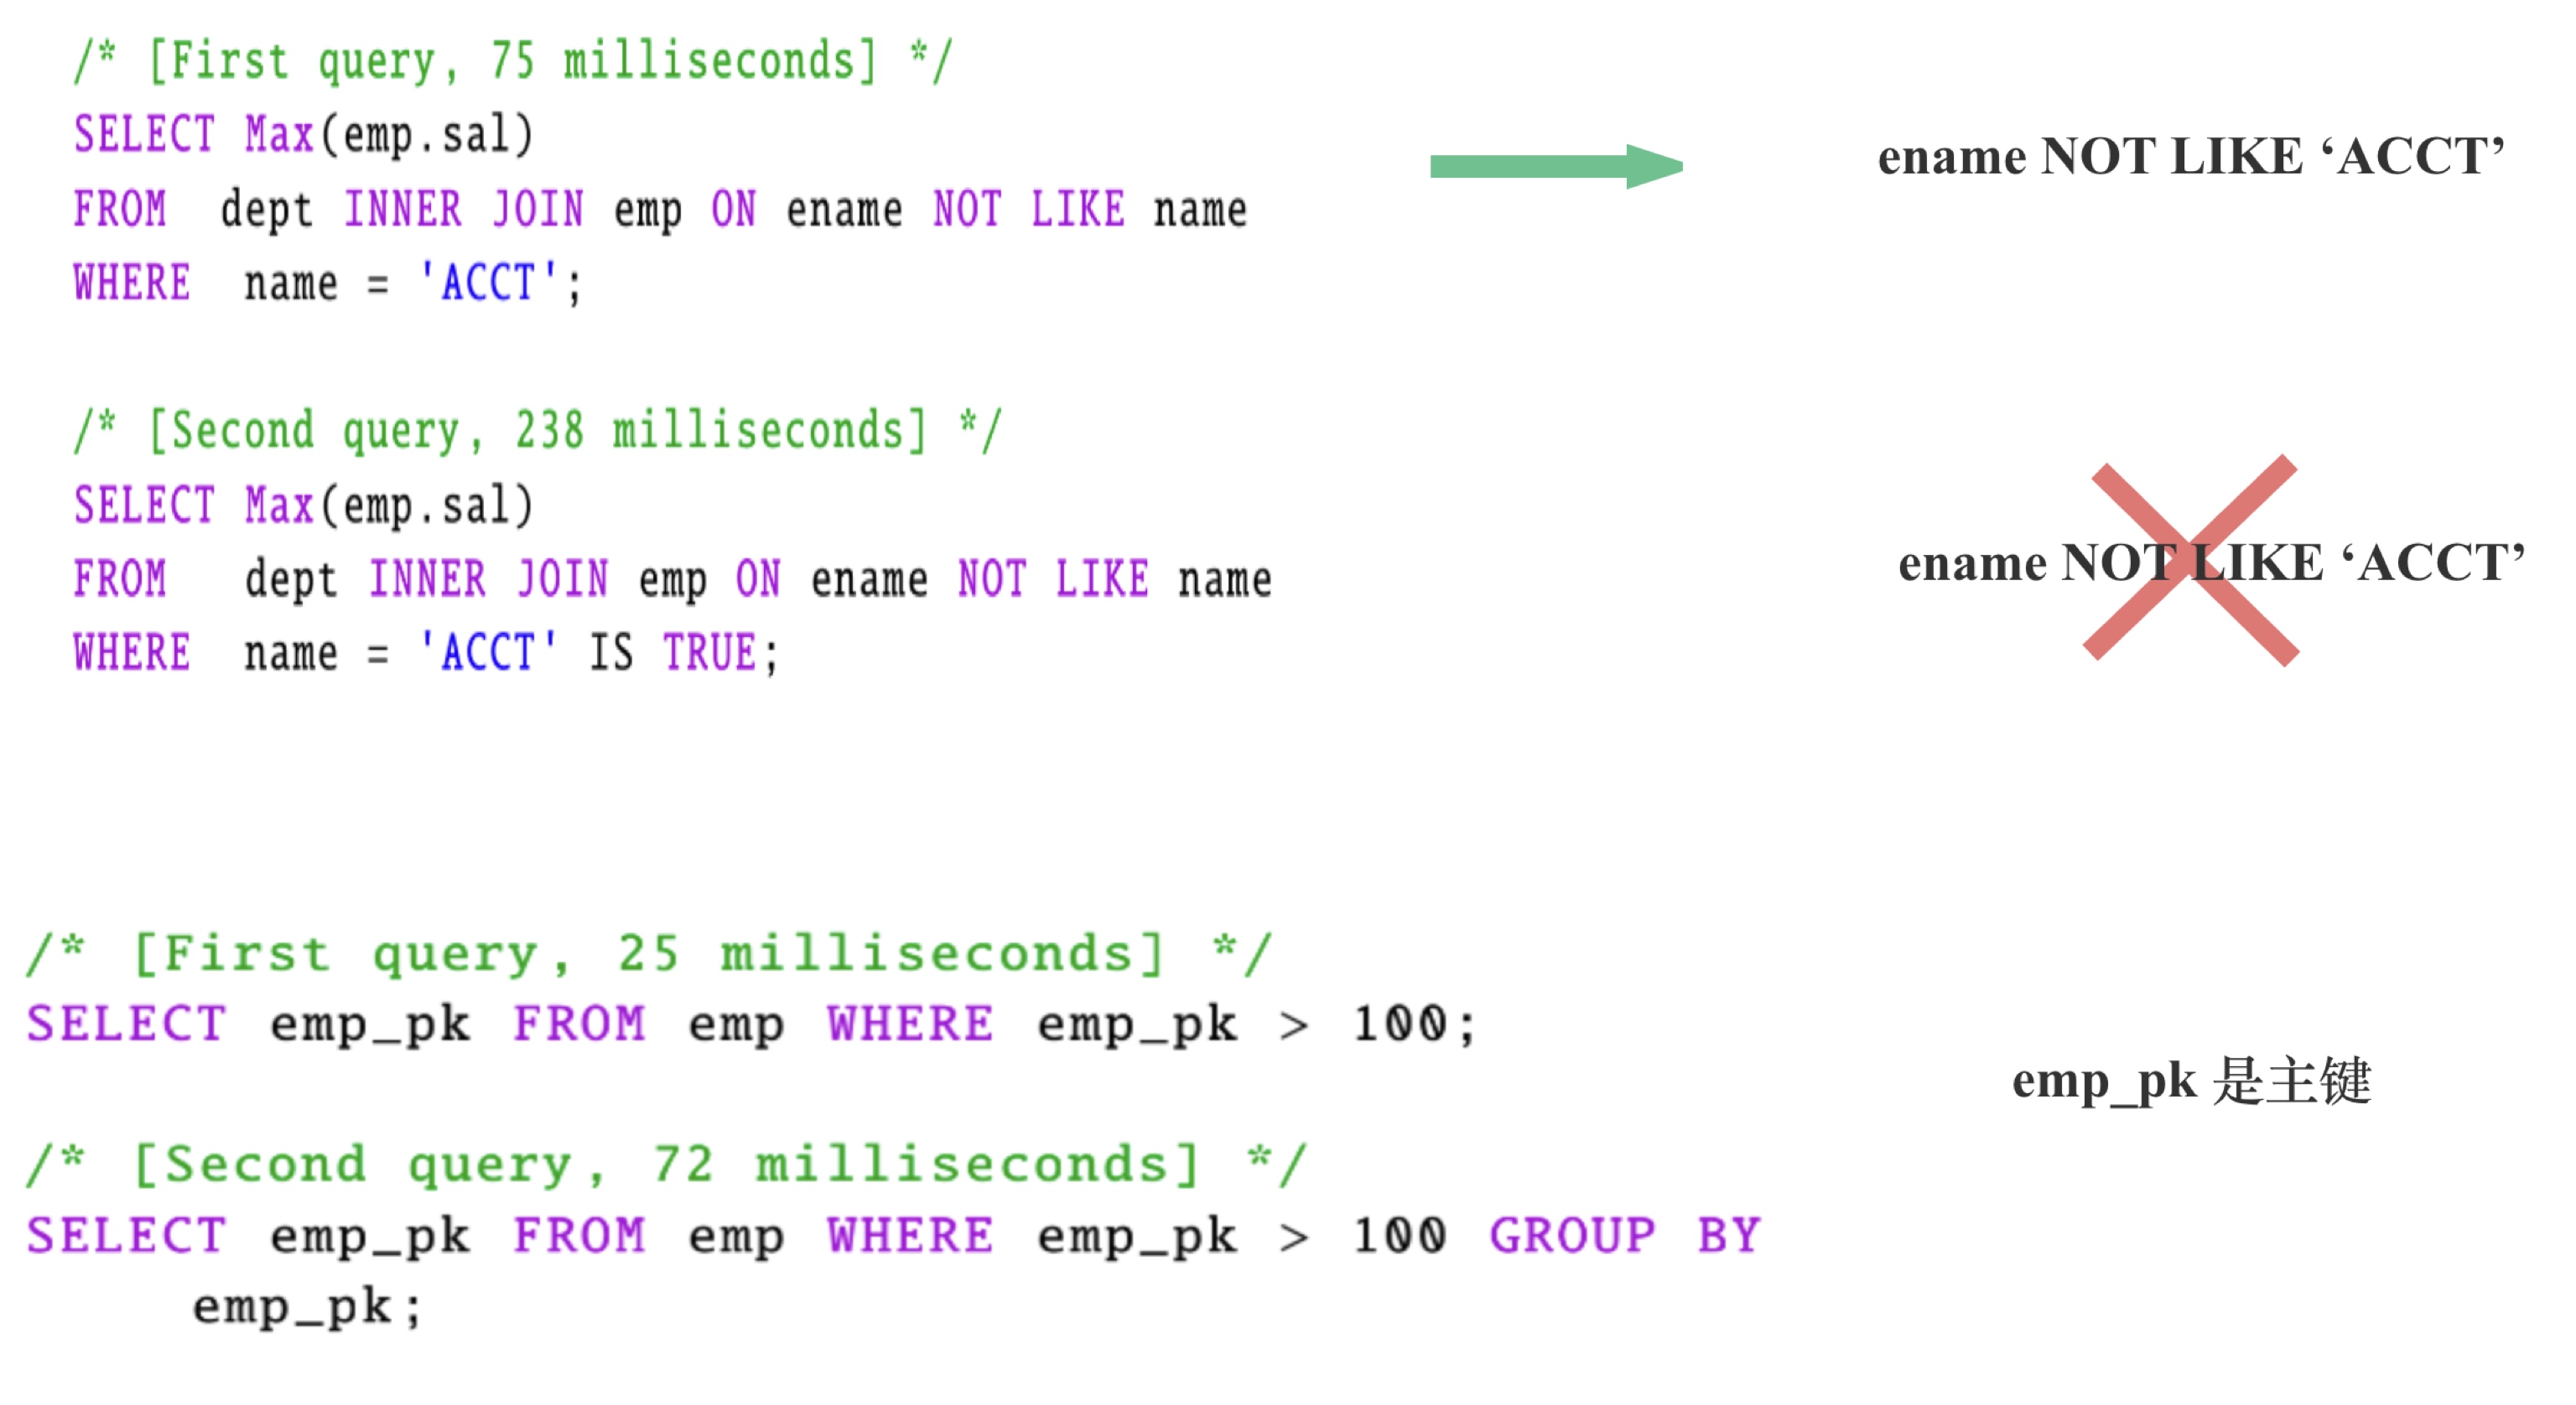 /* [First query, 75 milliseconds] */
SELECT Max(emp.sal)
FROM dept INNER JOIN emp ON ename NOT LIKE name
WHERE name = 'ACCT';
ename NOT LIKE ‘ACCT’
/* [Second query, 238 milliseconds] */
SELECT Max(emp.sal)
FROM dept INNER JOIN emp ON ename NOT LIKE name
WHERE name = 'ACCT' IS TRUE;
ename NOT LIKE ‘ACCT’
/* [First query, 25 milliseconds] */
SELECT emp_pk FROM emp WHERE emp_pk > 100;
/* [Second query, 72 milliseconds] */
SELECT emp_pk FROM emp WHERE emp_pk > 100 GROUP BY
emp_pk;
emp_pk 是主键